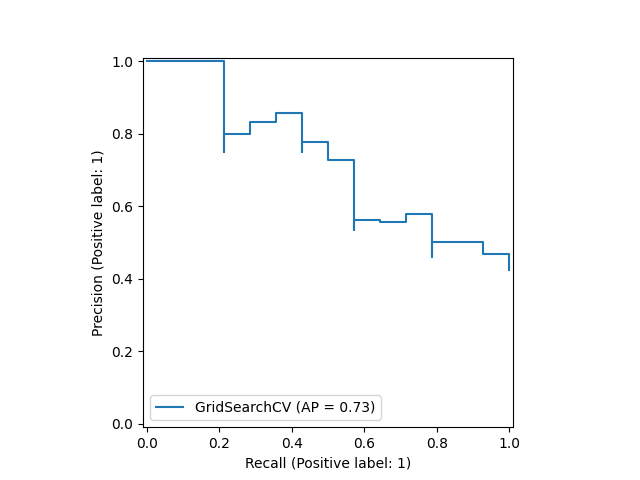 1.0
0.8
0.6
0.4
0.2
0.0
Precision (Positive label: 1)
GridSearchCV (AP = 0.73)
0.0 0.2 0.4 0.6 0.8 1.0
Recall (Positive label: 1)